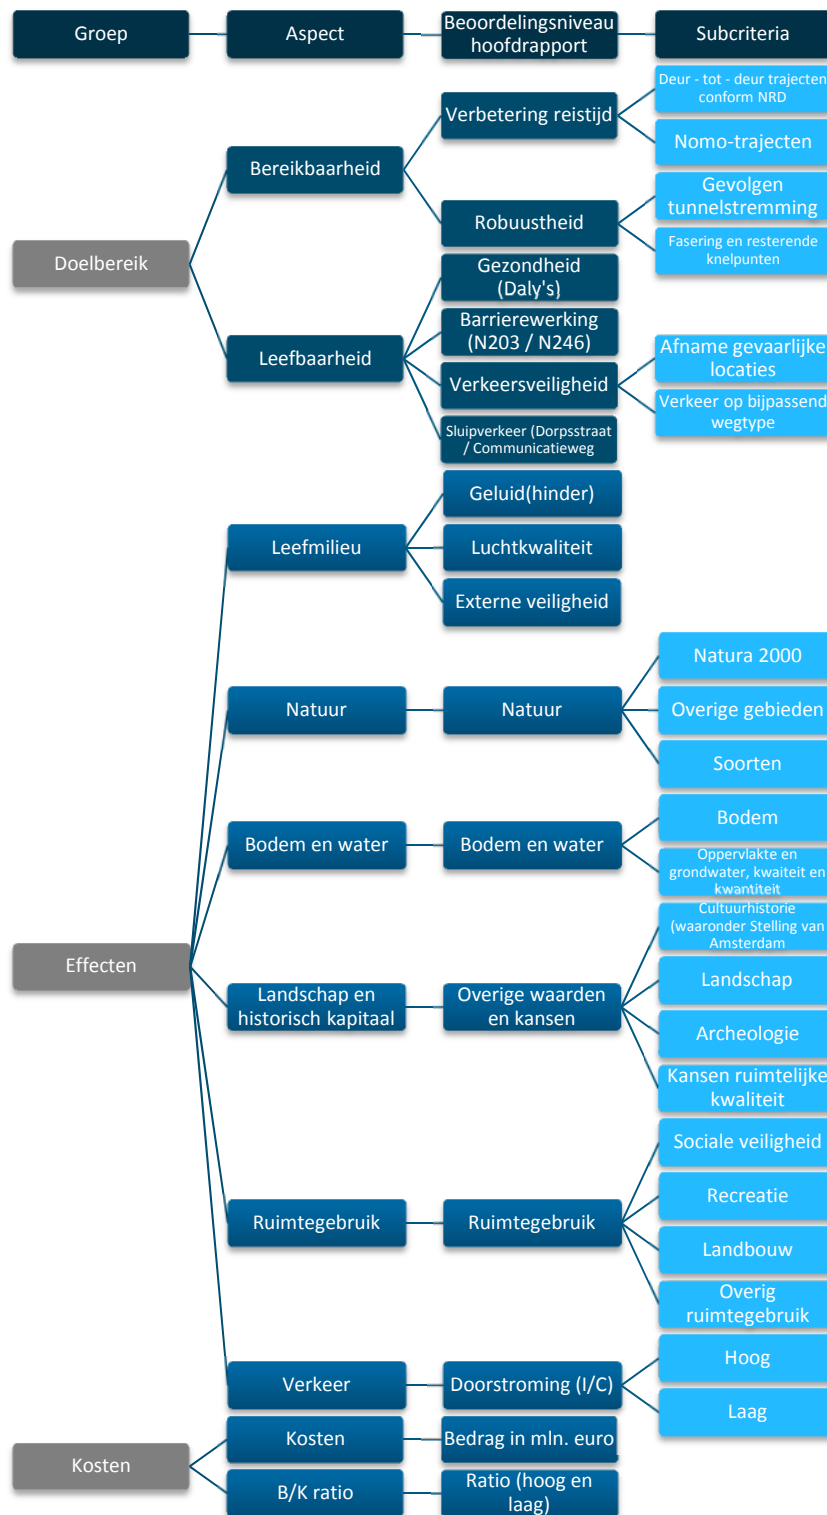 Groep
Aspect
Beoordelingsniveau
hoofdrapport
Subcriteria
Doelbereik
Bereikbaarheid
Verbetering reistijd
Deur - tot - deur trajecten
conform NRD
Nomo-trajecten
Robuustheid
Gevolgen
tunnelstremming
Fasering en resterende
knelpunten
Leefbaarheid
Gezondheid
(Daly's)
Barrierewerking
(N203 / N246)
Verkeersveiligheid
Afname gevaarlijke
locaties
Verkeer op bijpassend
wegtype
Sluipverkeer (Dorpsstraat
/ Communicatieweg
Effecten
Leefmilieu
Geluid(hinder)
Luchtkwaliteit
Externe veiligheid
Natuur
Natuur
Natura 2000
Overige gebieden
Soorten
Bodem en water
Bodem en water
Bodem
Oppervlakte en
grondwater, kwaiteit en
kwantiteit
Landschap en
historisch kapitaal
Overige waarden
en kansen
Cultuurhistorie
(waaronder Stelling van
Amsterdam
Landschap
Archeologie
Kansen ruimtelijke
kwaliteit
Ruimtegebruik
Ruimtegebruik
Sociale veiligheid
Recreatie
Landbouw
Overig
ruimtegebruik
Verkeer
Doorstroming (I/C)
Hoog
Laag
Kosten
Kosten
Bedrag in mln. euro
B/K ratio
Ratio (hoog en
laag)